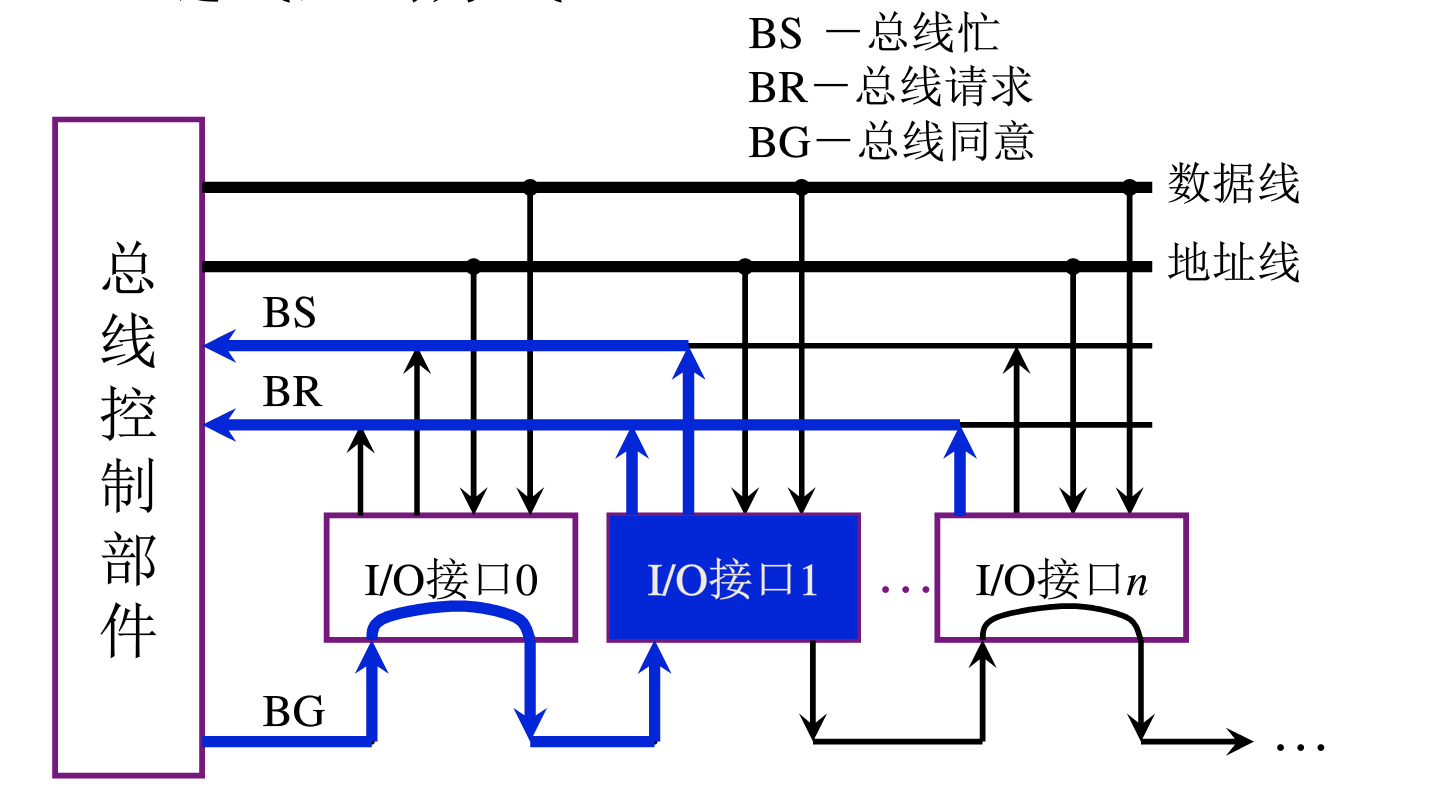 BS －总线忙
BR－总线请求
BG－总线同意
数据线
地址线
总线控制部件
BS
BR
I/O接口0
I/O接口1
…
I/O接口n
BG
…